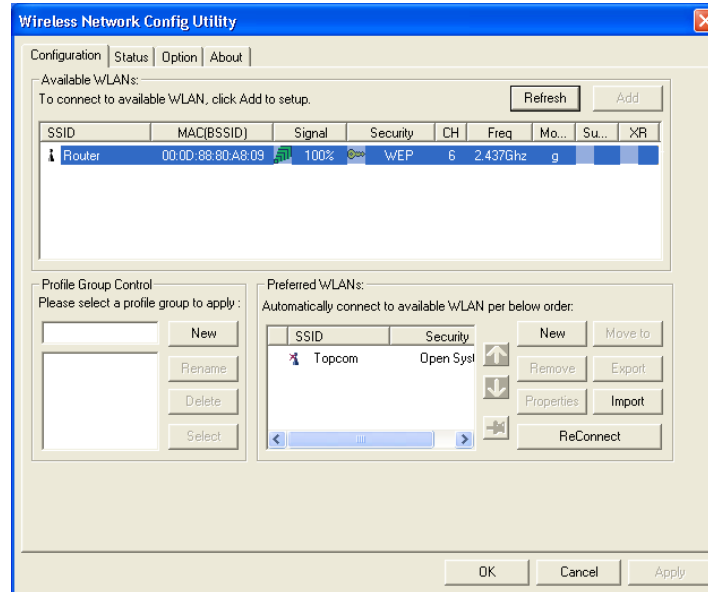 Wireless Network Config Utility
Configuration Status Option About
Available WLANs:
To connect to available WLAN, click Add to setup.
Refresh Add
SSID MAC(BSSID) Signal Security CH Freq Mo... Su... XR
Router 00:0D:88:80:A8:09 100% WEP 6 2.437Ghz g
Profile Group Control
Please select a profile group to apply :
New
Rename
Delete
Select
Preferred WLANs:
Automatically connect to available WLAN per below order:
SSID Security
Topcom Open Syst
New Move to
Remove Export
Properties Import
ReConnect
OK Cancel Apply